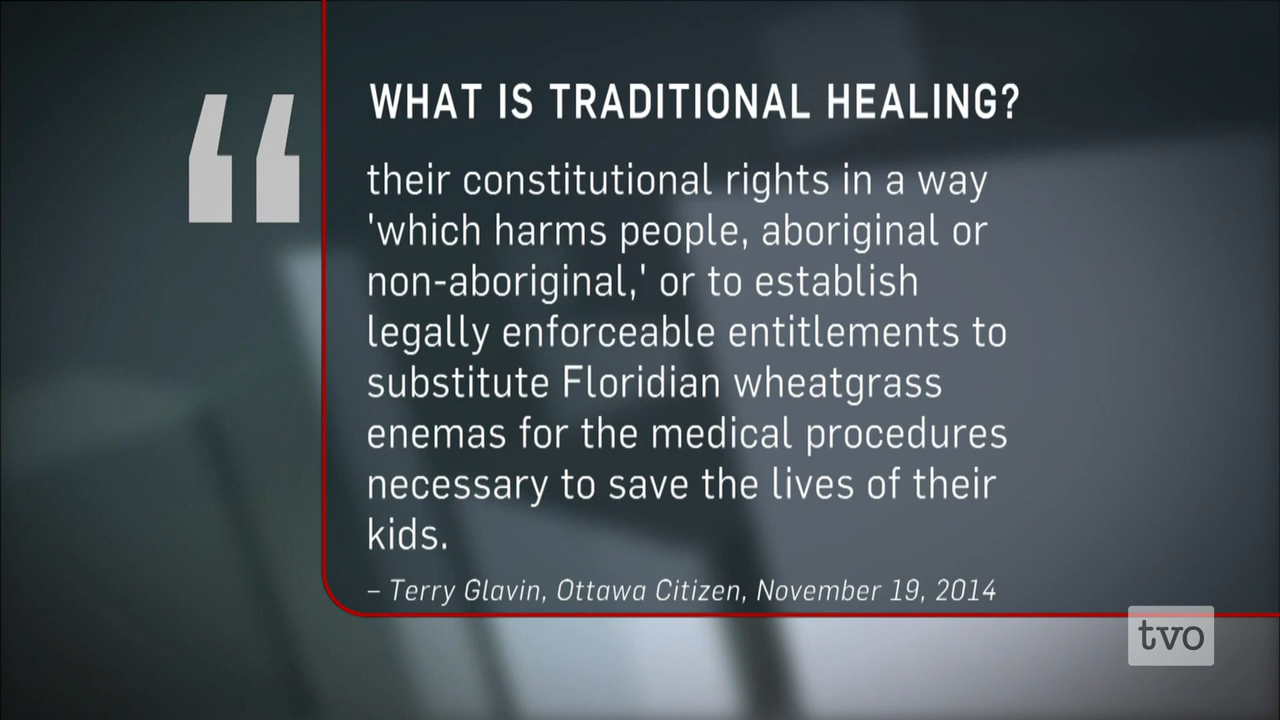 “
WHAT IS TRADITIONAL HEALING?
their constitutional rights in a way
'which harms people, aboriginal or
non-aboriginal,' or to establish
legally enforceable entitlements to
substitute Floridian wheatgrass
enemas for the medical procedures
necessary to save the lives of their
kids.
– Terry Glavin, Ottawa Citizen, November 19, 2014
tvo